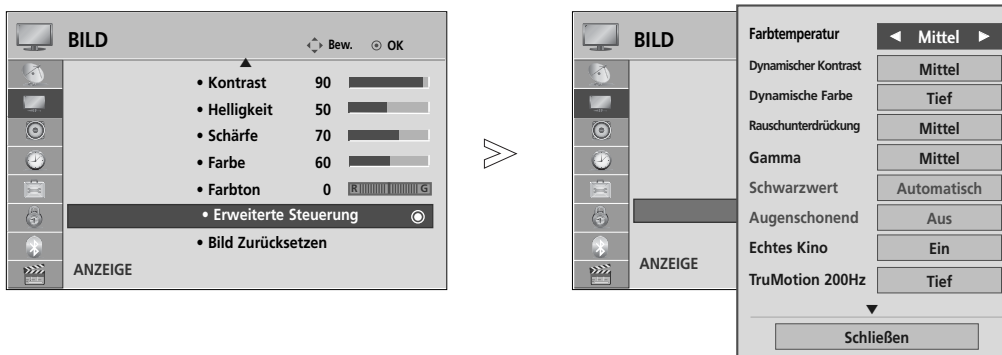 BILD
Bew. OK
• Kontrast 90
• Helligkeit 50
• Schärfe 70
• Farbe 60
• Farbton 0 R G
• Erweiterte Steuerung
• Bild Zurücksetzen
ANZEIGE
BILD
ANZEIGE
Farbtemperatur Mittel
Dynamischer Kontrast Mittel
Dynamische Farbe Tief
Rauschunterdrückung Mittel
Gamma Mittel
Schwarzwert Automatisch
Augenschonend Aus
Echtes Kino Ein
TruMotion 200Hz Tief
Schließen